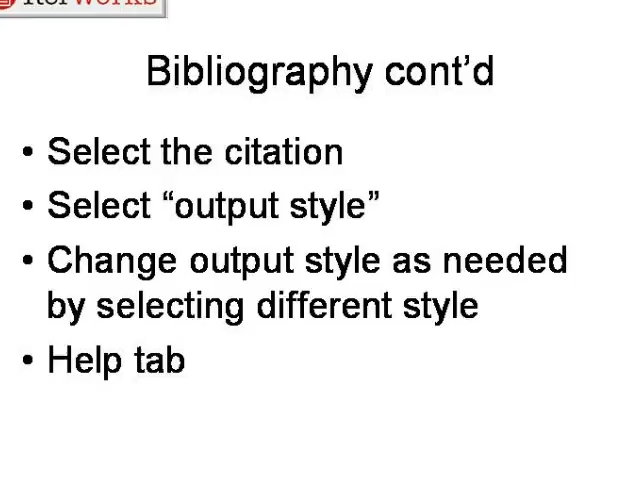 Bibliography cont’d
• Select the citation
• Select “output style”
• Change output style as needed
by selecting different style
• Help tab